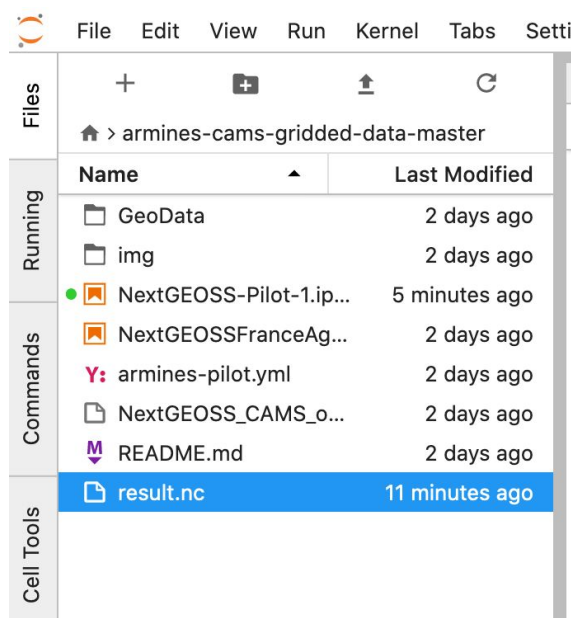 File Edit View Run Kernel Tabs Setti
Files
Running
Commands
Cell Tools
> armines-cams-gridded-data-master
Name Last Modified
GeoData 2 days ago
img 2 days ago
NextGEOSS-Pilot-1.ip... 5 minutes ago
NextGEOSSFranceAg... 2 days ago
Y: armines-pilot.yml 2 days ago
NextGEOSS_CAMS_o... 2 days ago
M README.md 2 days ago
result.nc 11 minutes ago